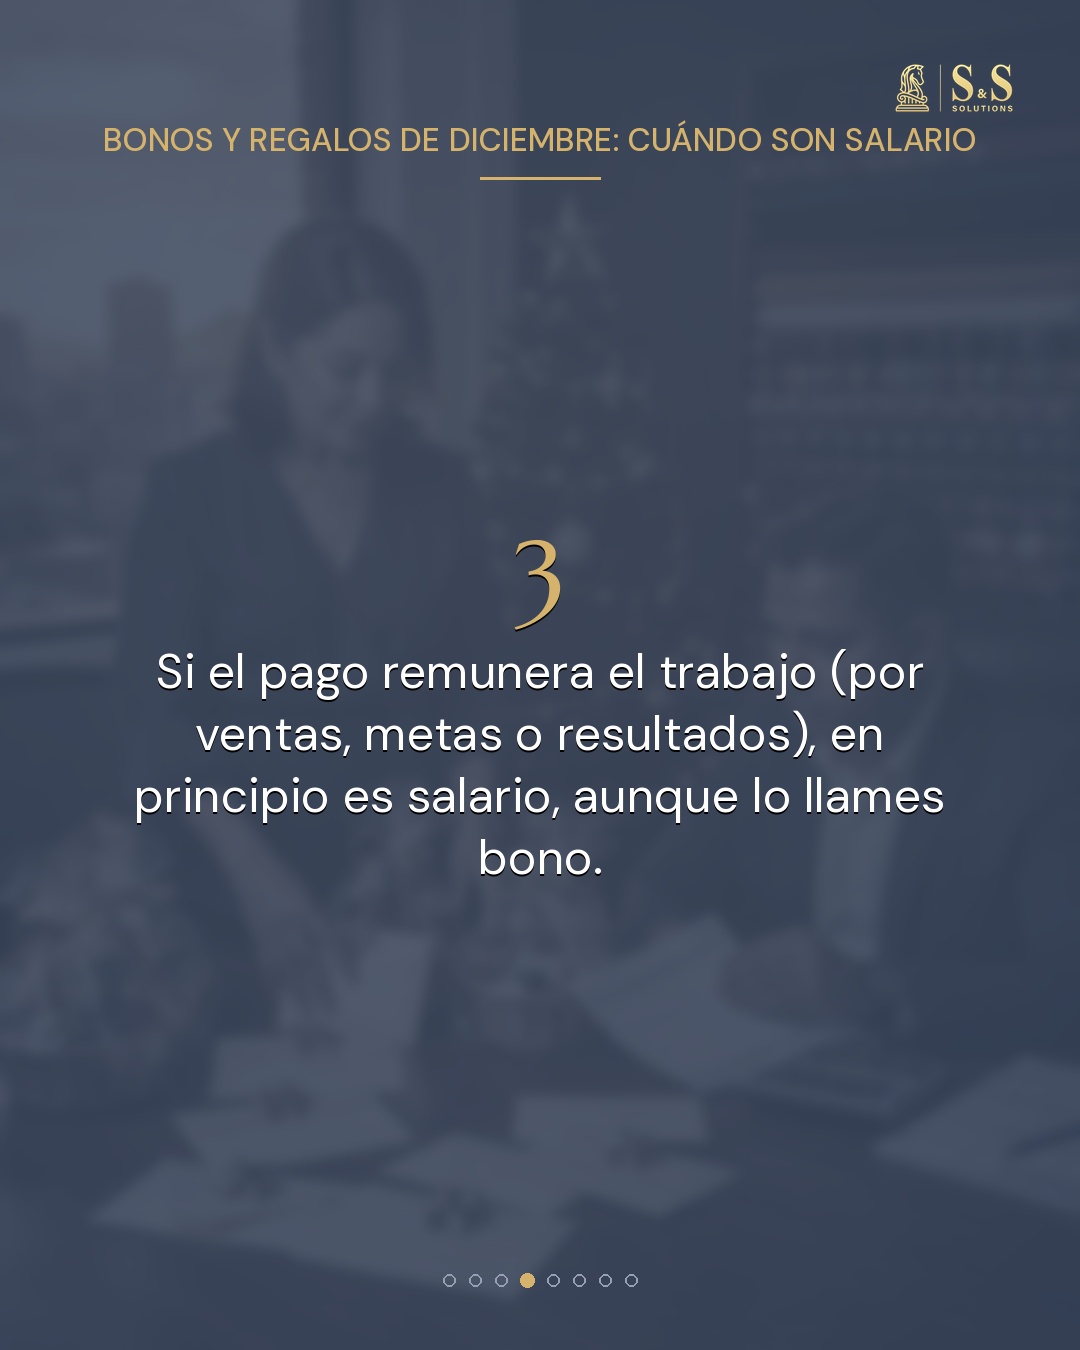 S&S
SOLUTIONS
BONOS Y REGALOS DE DICIEMBRE: CUÁNDO SON SALARIO
3
Si el pago remunera el trabajo (por
ventas, metas o resultados), en
principio es salario, aunque lo llames
bono.